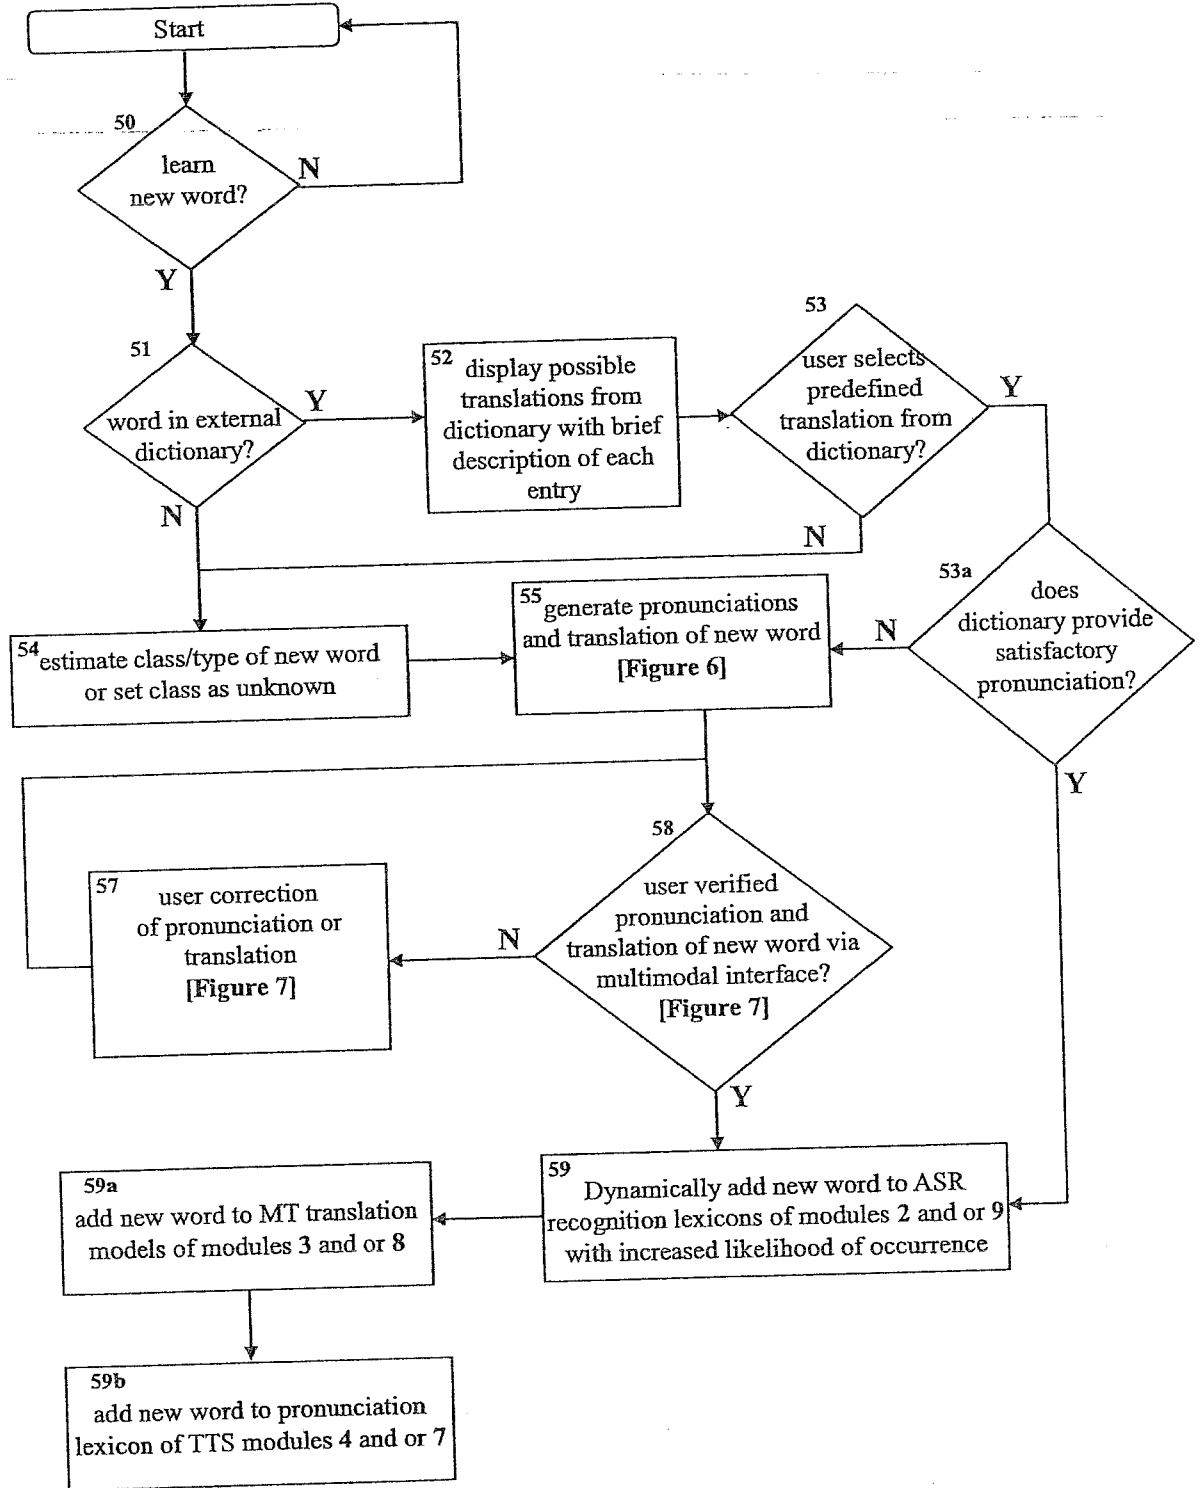 Start
50
learn
new word?
N
Y
51
word in external
dictionary?
Y
N
52
display possible
translations from
dictionary with brief
description of each
entry
53
user selects
predefined
translation from
dictionary?
Y
N
53a
does
dictionary provide
satisfactory
pronunciation?
N
Y
54
estimate class/type of new word
or set class as unknown
55
generate pronunciations
and translation of new word
[Figure 6]
58
user verified
pronunciation and
translation of new word via
multimodal interface?
[Figure 7]
N
Y
57
user correction
of pronunciation or
translation
[Figure 7]
59
Dynamically add new word to ASR
recognition lexicons of modules 2 and or 9
with increased likelihood of occurrence
59a
add new word to MT translation
models of modules 3 and or 8
59b
add new word to pronunciation
lexicon of TTS modules 4 and or 7